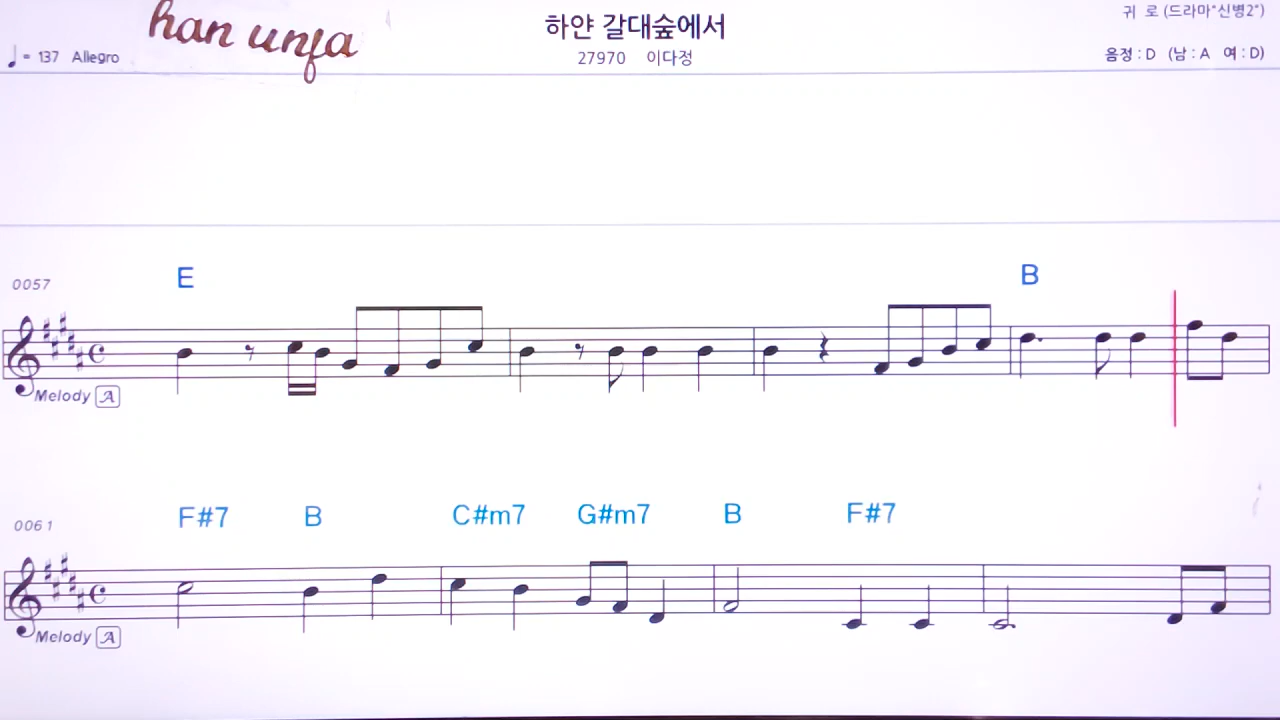 han unja
하얀 갈대숲에서
귀 로 (드라마"신병2")
♩= 137 Allegro
27970 이다정
음정 : D (남 : A 여 : D)
0057
E
B
Melody A
0061
F#7 B C#m7 G#m7 B F#7
Melody A